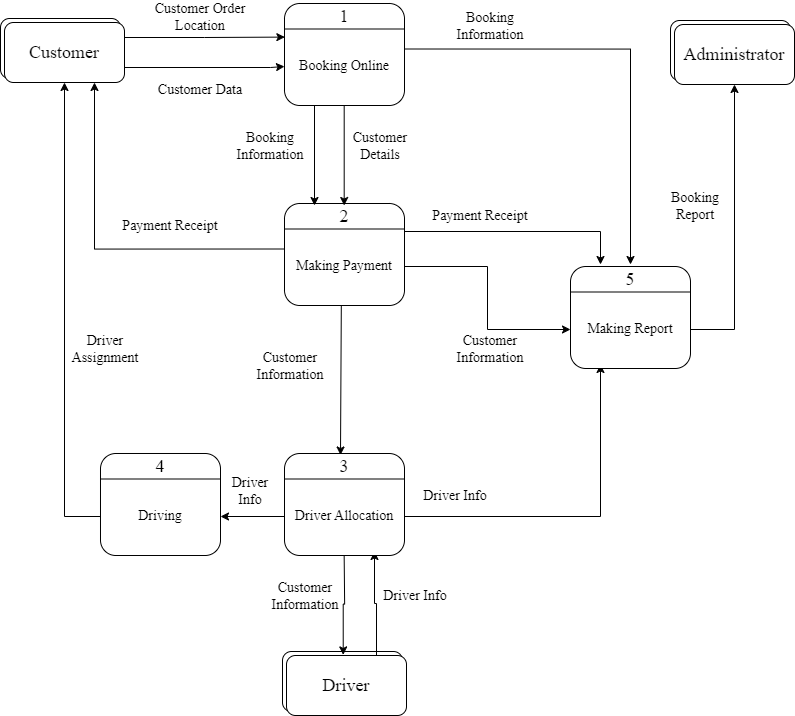 Customer Order
Location
1
Booking
Information
Customer
Administrator
Booking Online
Customer Data
Booking
Information
Customer
Details
Booking
Report
2
Payment Receipt
Payment Receipt
Making Payment
5
Making Report
Driver
Assignment
Customer
Information
Customer
Information
4
3
Driver
Info
Driver Info
Driving
Driver Allocation
Customer
Information
Driver Info
Driver